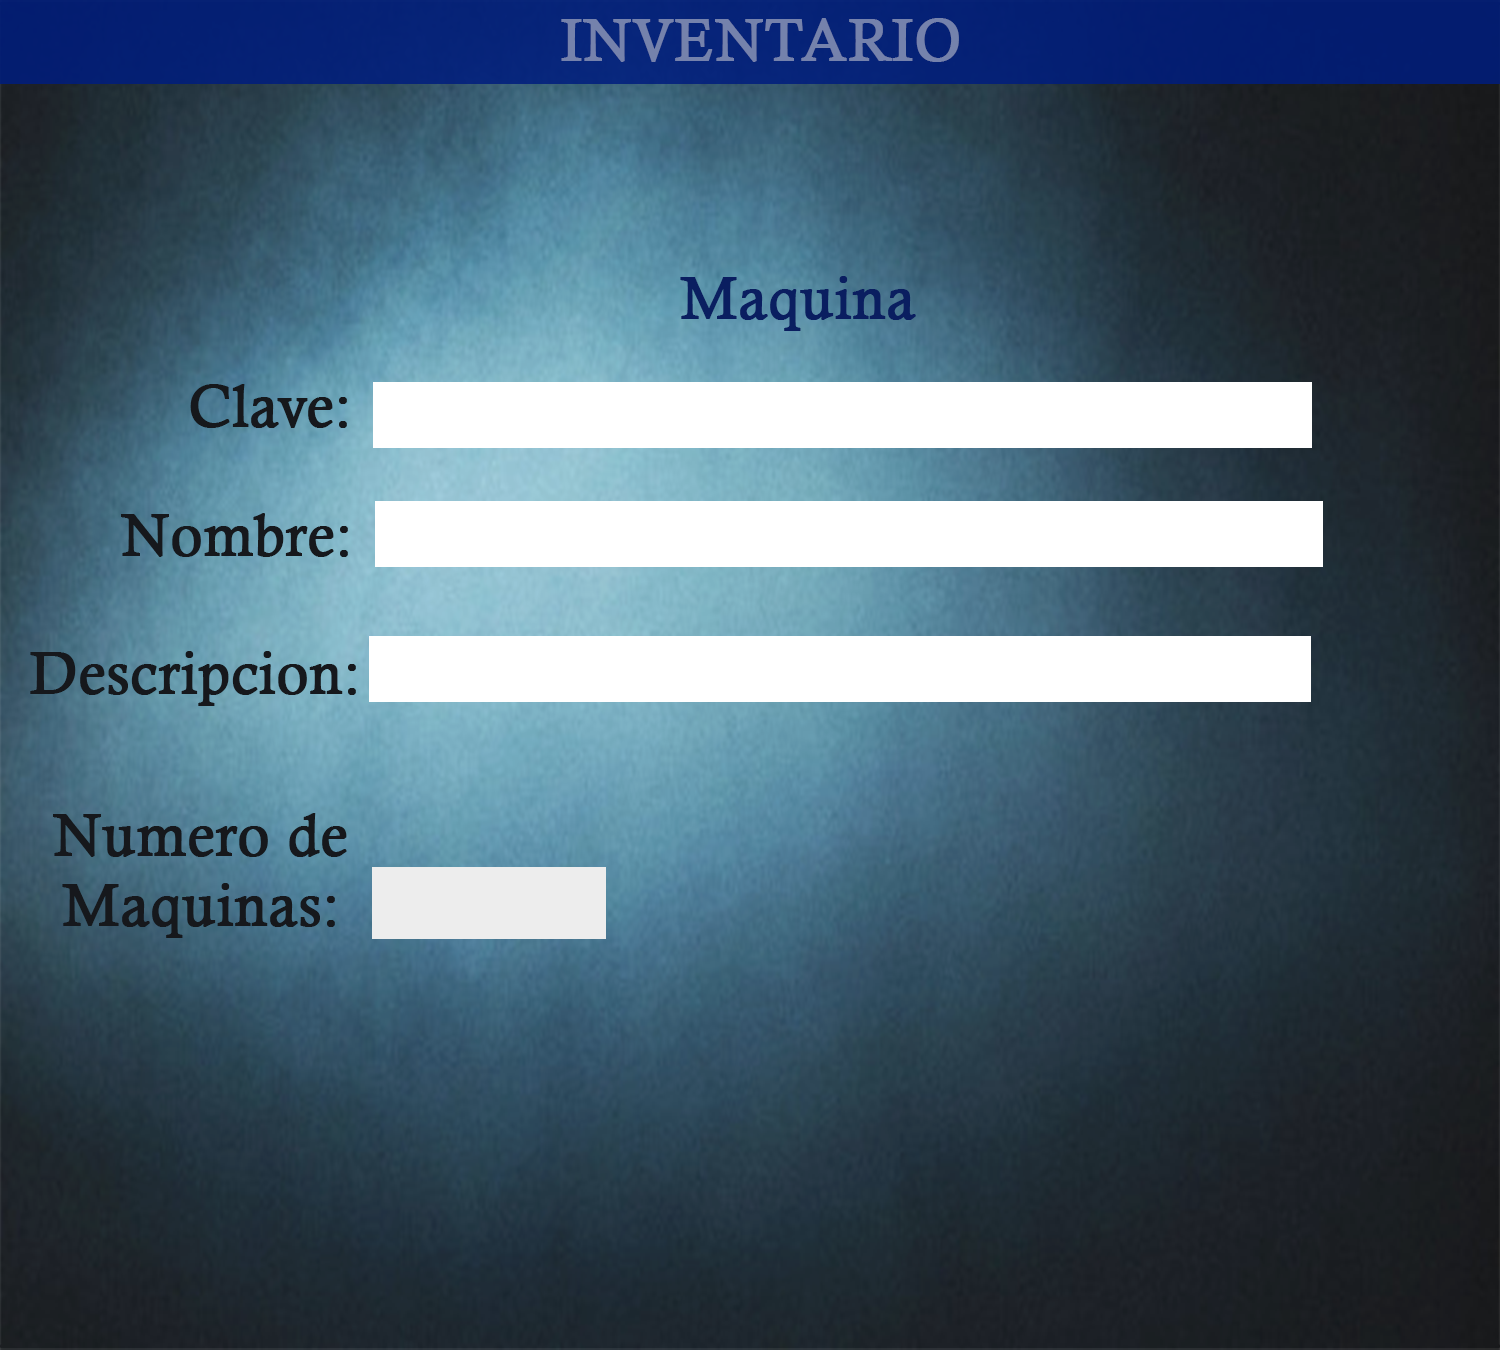 INVENTARIO
Maquina
Clave:
Nombre:
Descripcion:
Numero de
Maquinas: